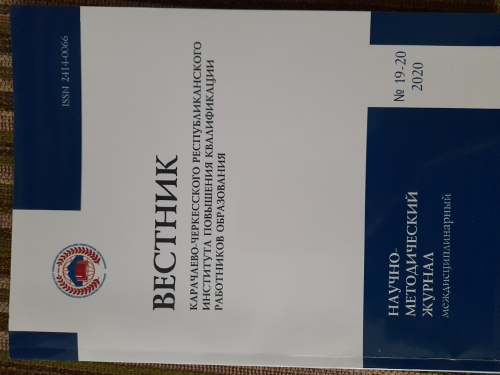 ISSN 2414-0066
ВЕСТНИК
КАРАЧАЕВО-ЧЕРКЕССКОГО РЕСПУБЛИКАНСКОГО
ИНСТИТУТА ПОВЫШЕНИЯ КВАЛИФИКАЦИИ
РАБОТНИКОВ ОБРАЗОВАНИЯ
НАУЧНО-
МЕТОДИЧЕСКИЙ
ЖУРНАЛ
МЕЖДИСЦИПЛИНАРНЫЙ
№ 19-20
2020